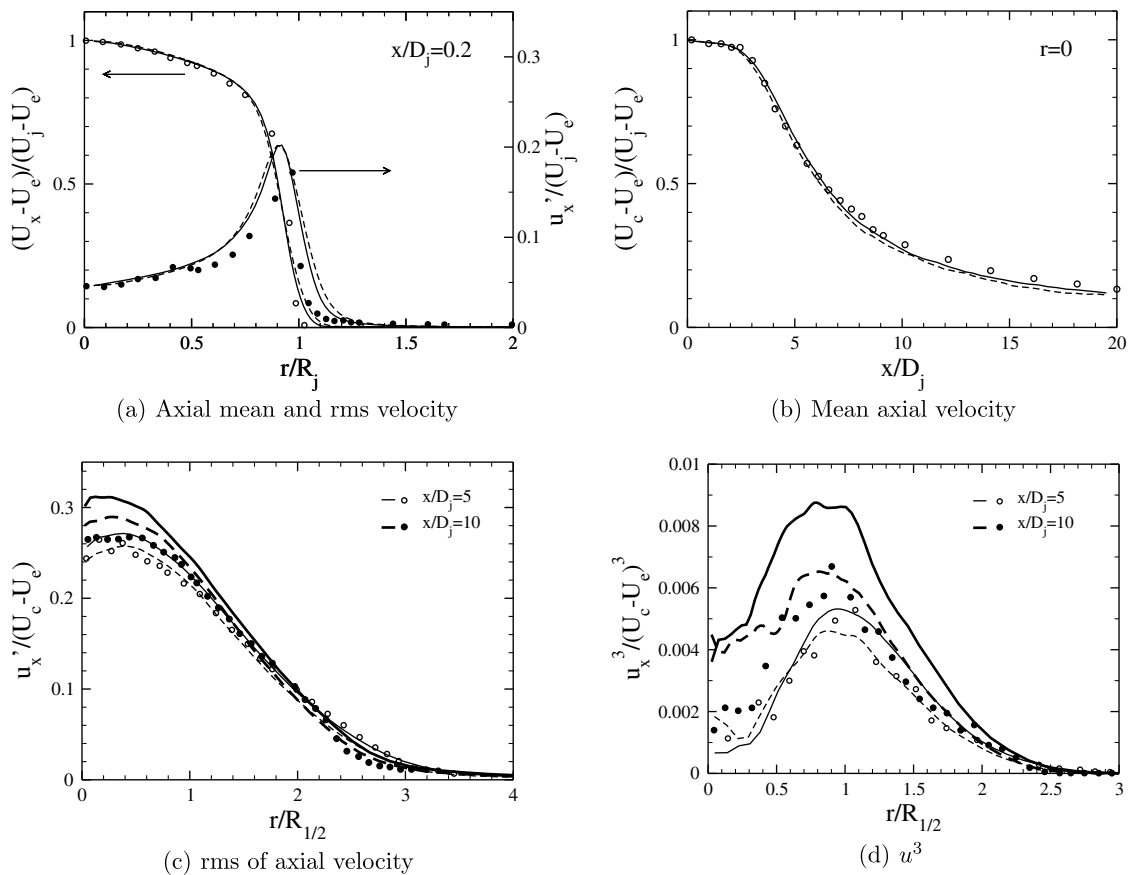 (U_x-U_e)/(U_j-U_e)
1
0.5
0
x/D_j=0.2
0.3
0.2
0.1
0
u_x'/(U_j-U_e)
0 0.5 1 1.5 2
r/R_j
(a) Axial mean and rms velocity
(U_c-U_e)/(U_j-U_e)
1
0.5
0
r=0
0 5 10 15 20
x/D_j
(b) Mean axial velocity
u_x'/(U_c-U_e)
0.3
0.2
0.1
0
x/D_j=5
x/D_j=10
0 1 2 3 4
r/R_{1/2}
(c) rms of axial velocity
u_x^3/(U_c-U_e)^3
0.01
0.008
0.006
0.004
0.002
0
x/D_j=5
x/D_j=10
0 0.5 1 1.5 2 2.5 3
r/R_{1/2}
(d) u^3